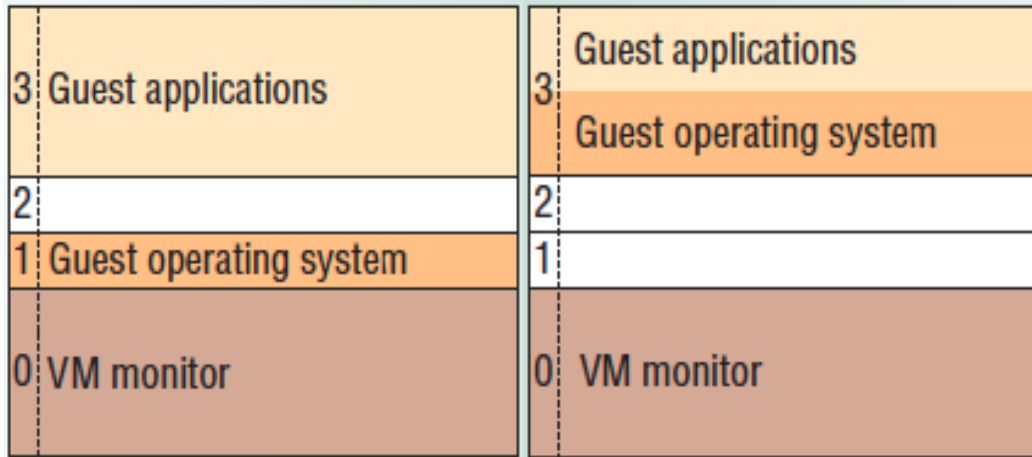 3 Guest applications
2
1 Guest operating system
0 VM monitor
Guest applications
3
Guest operating system
2
1
0 VM monitor